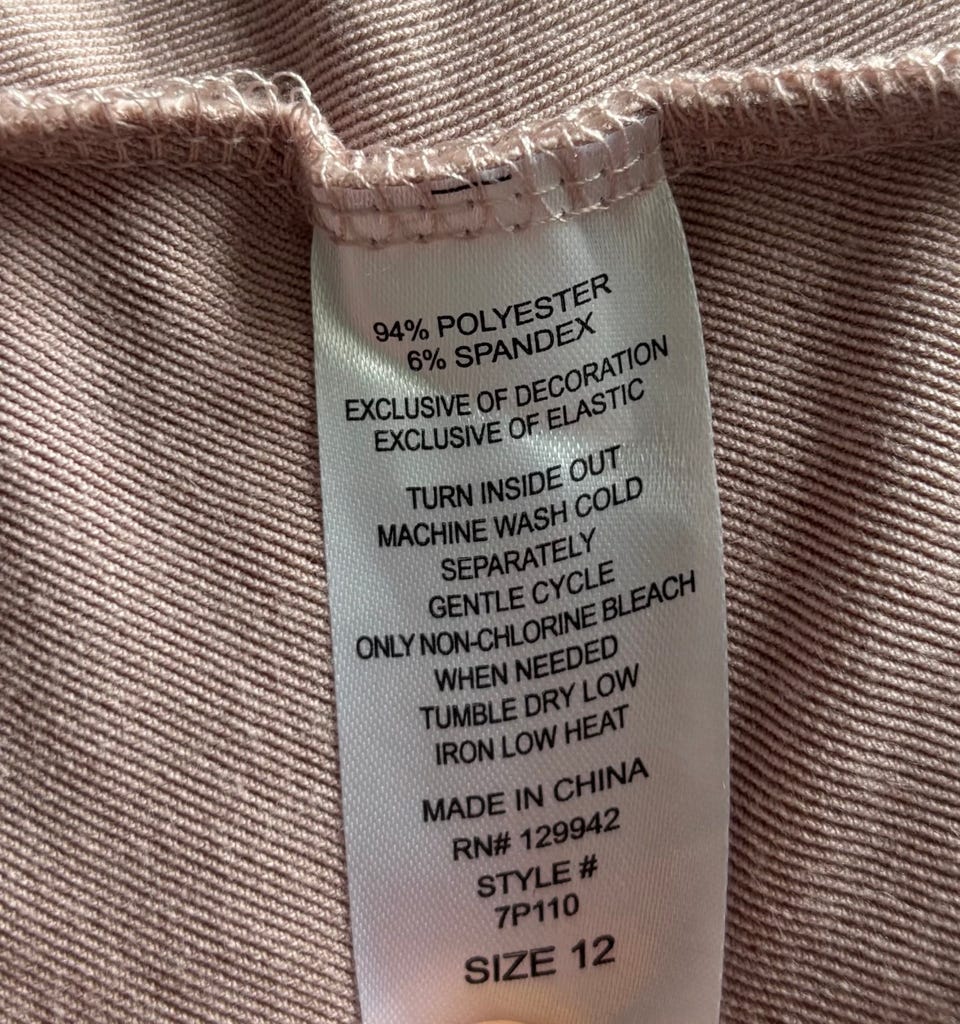 94% POLYESTER
6% SPANDEX
EXCLUSIVE OF DECORATION
EXCLUSIVE OF ELASTIC
TURN INSIDE OUT
MACHINE WASH COLD
SEPARATELY
GENTLE CYCLE
ONLY NON-CHLORINE BLEACH
WHEN NEEDED
TUMBLE DRY LOW
IRON LOW HEAT
MADE IN CHINA
RN# 129942
STYLE #
7P110
SIZE 12